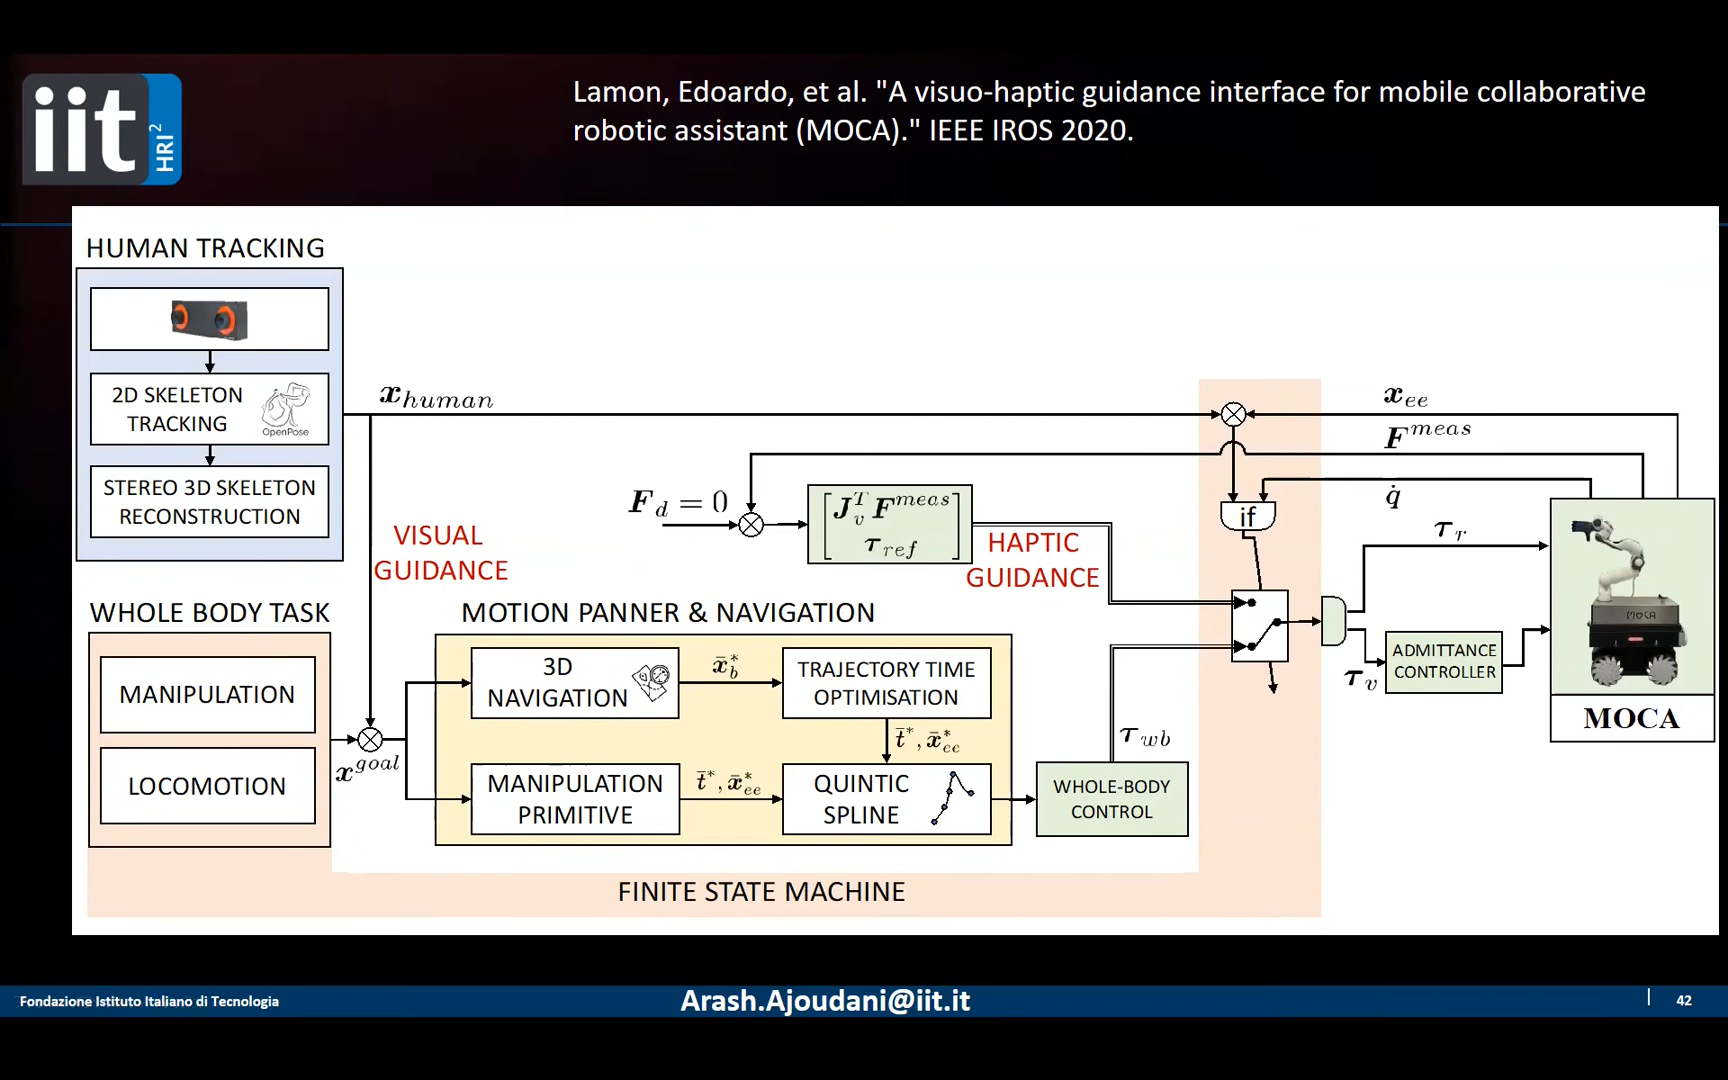 iit
HRI²
Lamon, Edoardo, et al. "A visuo-haptic guidance interface for mobile collaborative
robotic assistant (MOCA)." IEEE IROS 2020.
HUMAN TRACKING
2D SKELETON
TRACKING
OpenPose
STEREO 3D SKELETON
RECONSTRUCTION
x_human
x_ee
F^meas
q̇
F_d = 0
J_v^T F^meas
τ_ref
if
τ_r
VISUAL
GUIDANCE
HAPTIC
GUIDANCE
WHOLE BODY TASK
MANIPULATION
LOCOMOTION
x^goal
MOTION PANNER & NAVIGATION
3D
NAVIGATION
x̄_b^*
TRAJECTORY TIME
OPTIMISATION
t̄^*, x̄_ee^*
MANIPULATION
PRIMITIVE
t̄^*, x̄_ee^*
QUINTIC
SPLINE
τ_wb
WHOLE-BODY
CONTROL
τ_v
ADMITTANCE
CONTROLLER
MOCA
MOCA
FINITE STATE MACHINE
Fondazione Istituto Italiano di Tecnologia
Arash.Ajoudani@iit.it
42